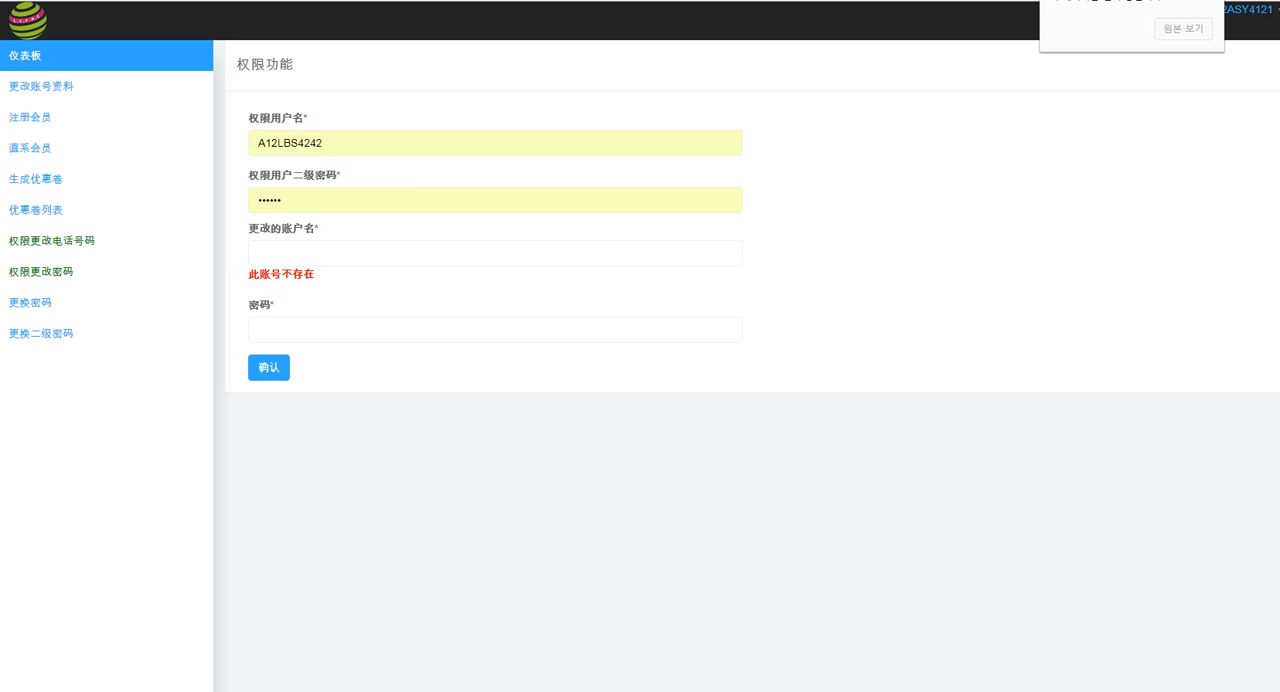 2ASY4121
원본 보기
仪表板
更改账号资料
注册会员
直系会员
生成优惠卷
优惠卷列表
权限更改电话号码
权限更改密码
更换密码
更换二级密码
权限功能
权限用户名*
A12LBS4242
权限用户二级密码*
••••••
更改的账户名*
此账号不存在
密码*
确认